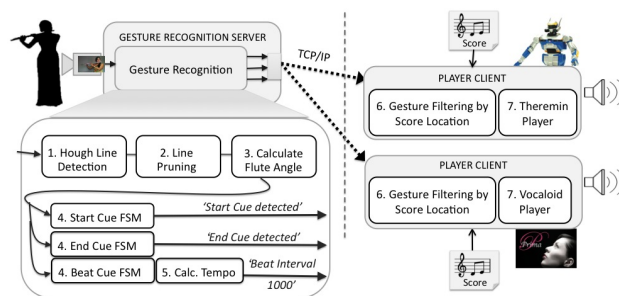 GESTURE RECOGNITION SERVER
Gesture Recognition
TCP/IP
1. Hough Line
Detection
2. Line
Pruning
3. Calculate
Flute Angle
4. Start Cue FSM
'Start Cue detected'
4. End Cue FSM
'End Cue detected'
4. Beat Cue FSM
5. Calc. Tempo
'Beat Interval
1000'
Score
PLAYER CLIENT
6. Gesture Filtering by
Score Location
7. Theremin
Player
PLAYER CLIENT
6. Gesture Filtering by
Score Location
7. Vocaloid
Player
Score
Prima